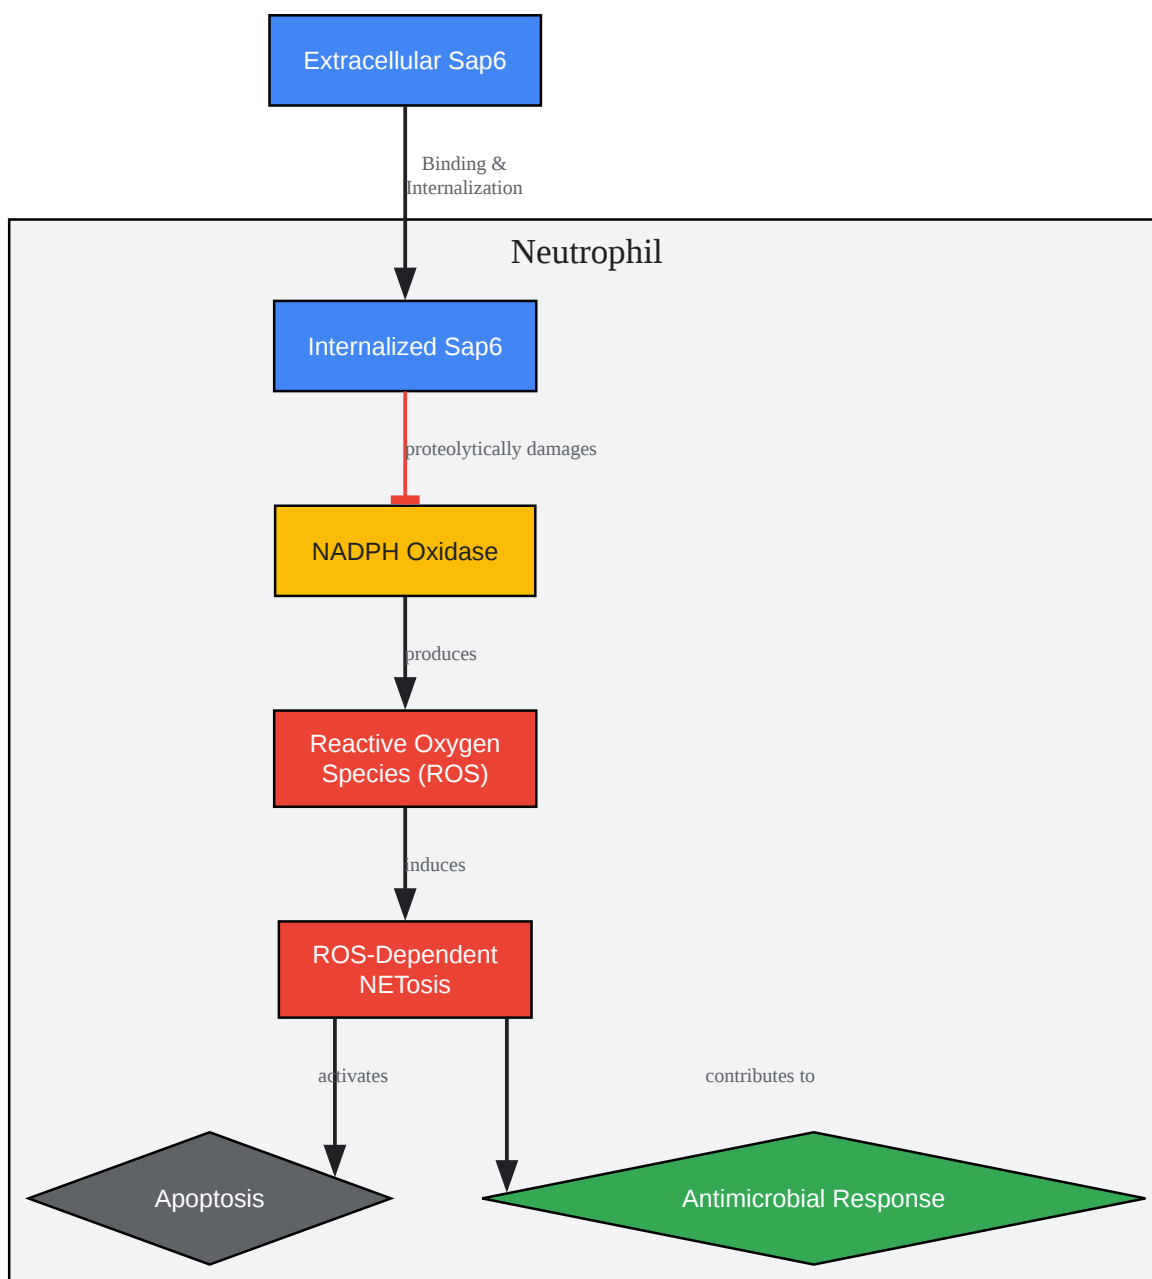 Extracellular Sap6
Binding &
Internalization
Neutrophil
Internalized Sap6
proteolytically damages
NADPH Oxidase
produces
Reactive Oxygen
Species (ROS)
induces
ROS-Dependent
NETosis
activates
contributes to
Apoptosis
Antimicrobial Response